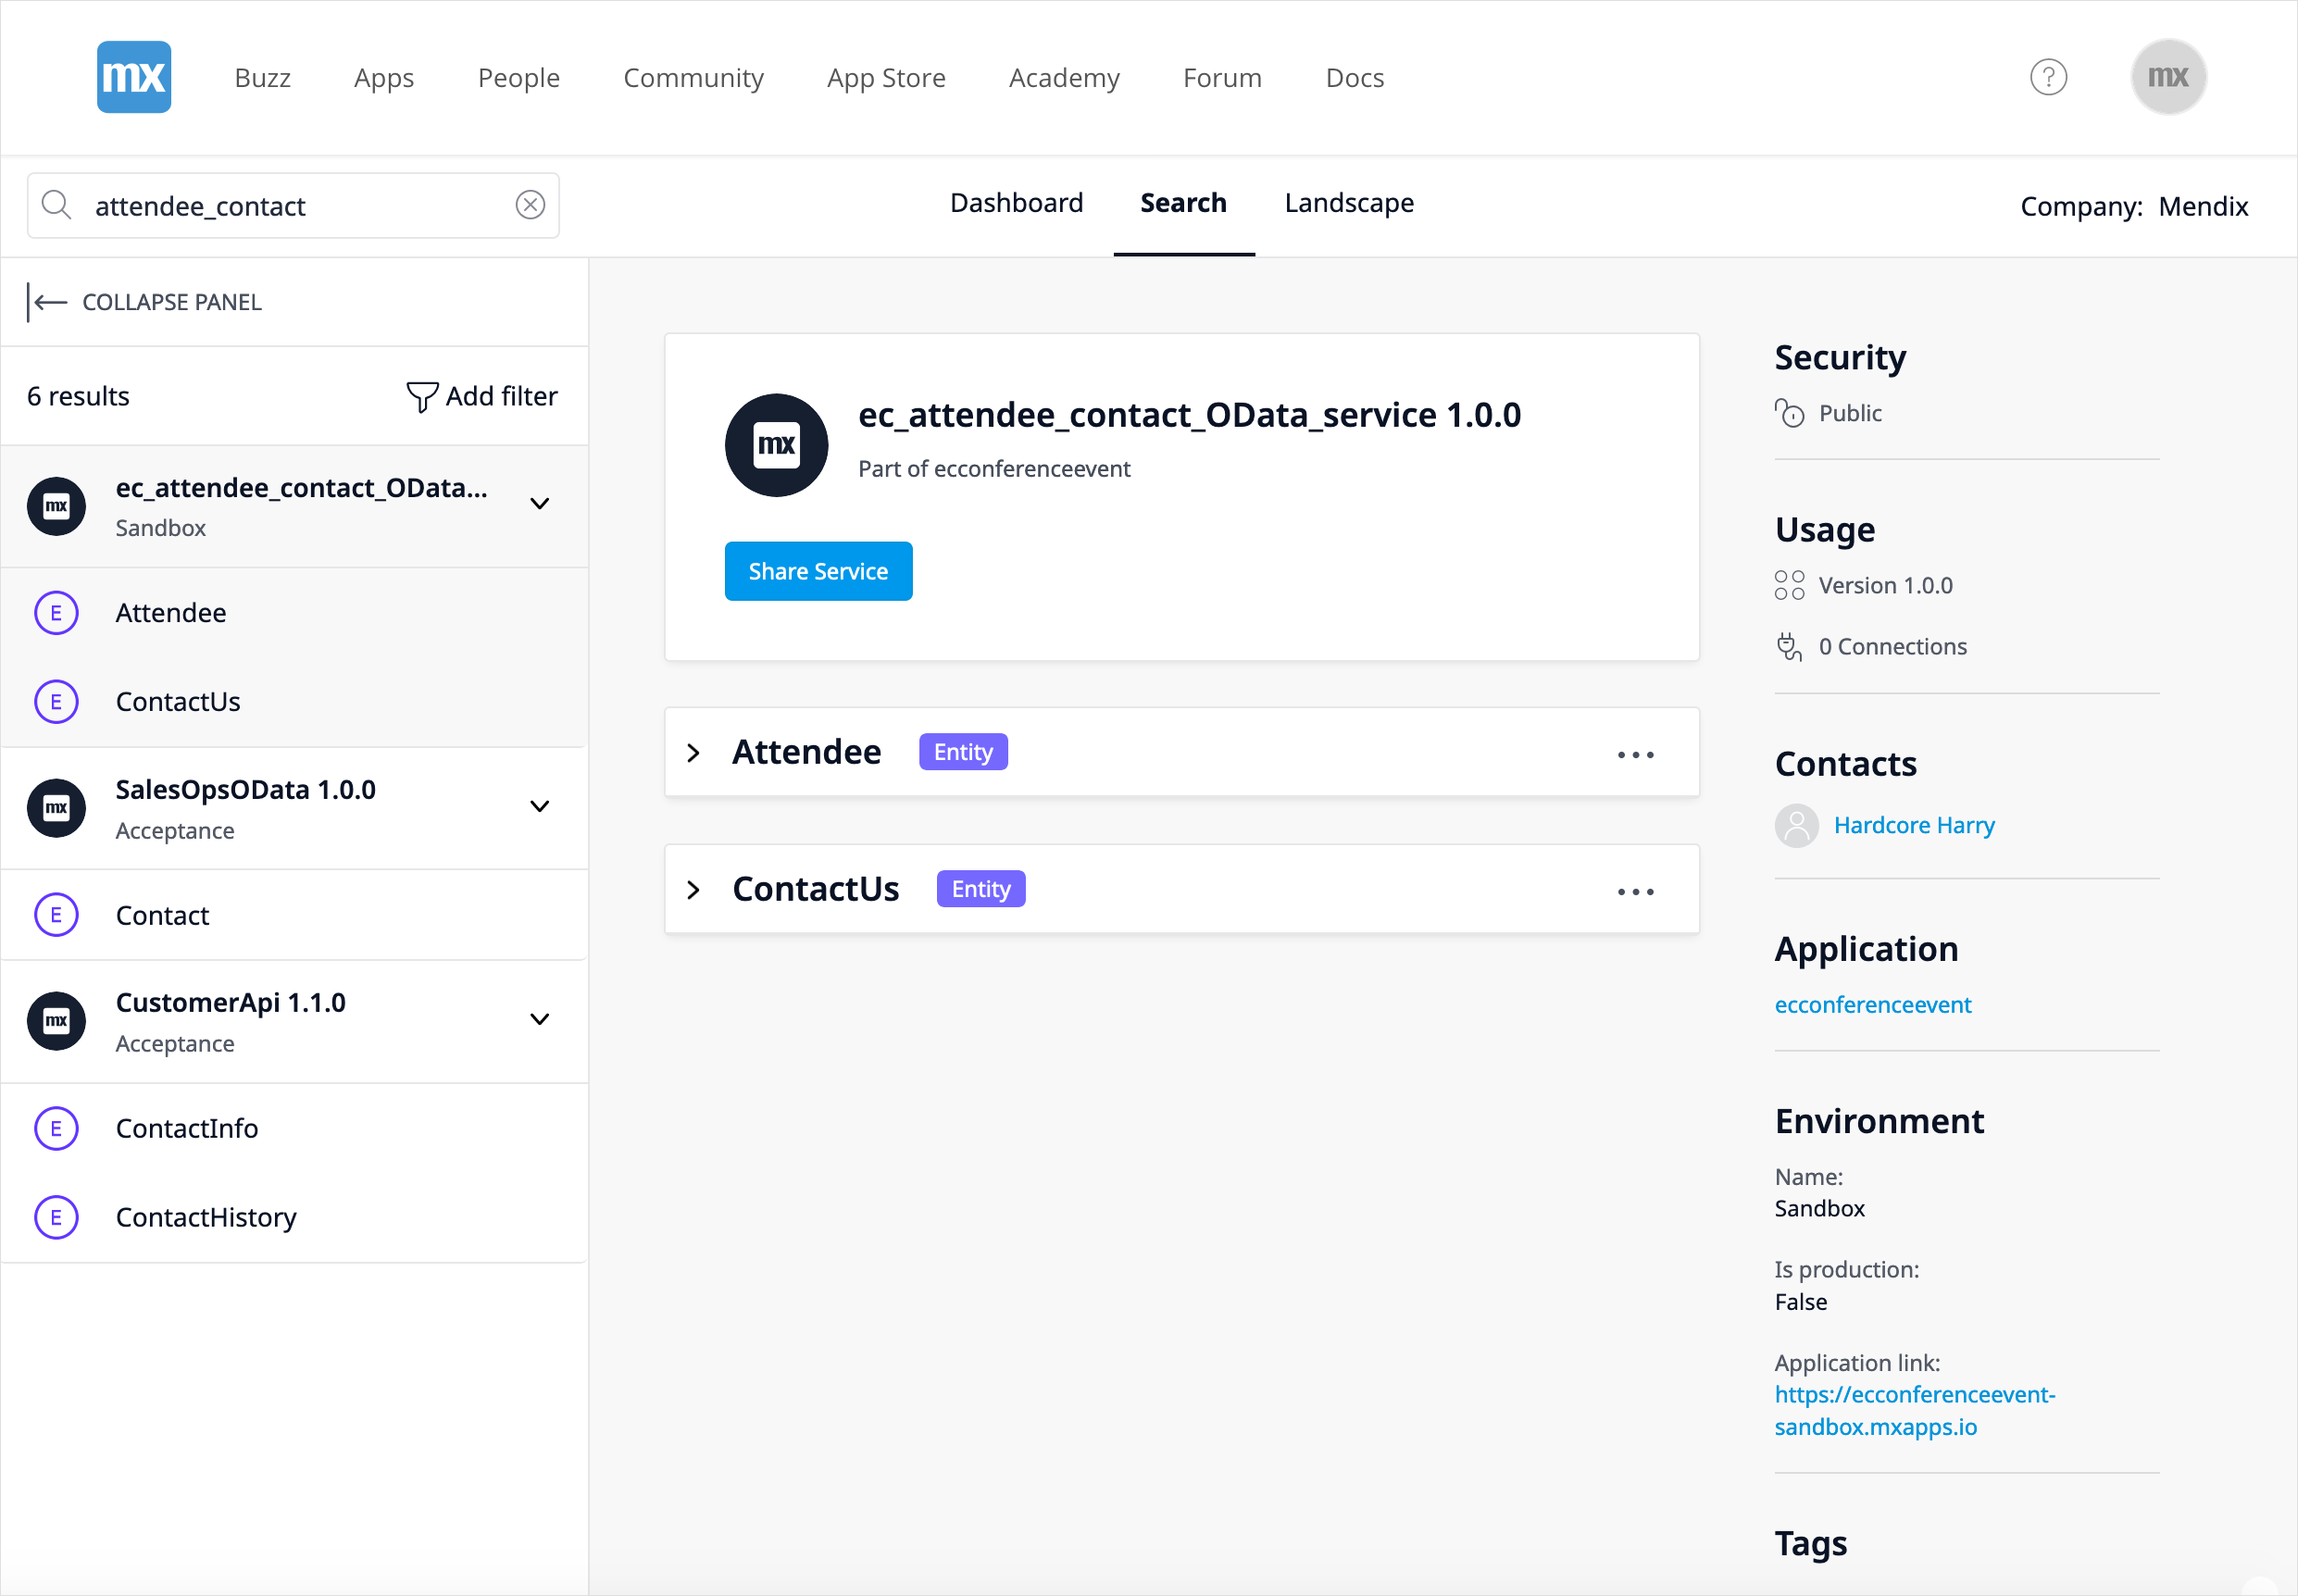 mx Buzz Apps People Community App Store Academy Forum Docs ? mx
attendee_contact Dashboard Search Landscape Company: Mendix
COLLAPSE PANEL
6 results Add filter
mx ec_attendee_contact_OData...
Sandbox
E Attendee
E ContactUs
mx SalesOpsOData 1.0.0
Acceptance
E Contact
mx CustomerApi 1.1.0
Acceptance
E ContactInfo
E ContactHistory
mx ec_attendee_contact_OData_service 1.0.0
Part of ecconferenceevent
Share Service
Attendee Entity ...
ContactUs Entity ...
Security
Public
Usage
Version 1.0.0
0 Connections
Contacts
Hardcore Harry
Application
ecconferenceevent
Environment
Name:
Sandbox
Is production:
False
Application link:
https://ecconferenceevent-
sandbox.mxapps.io
Tags